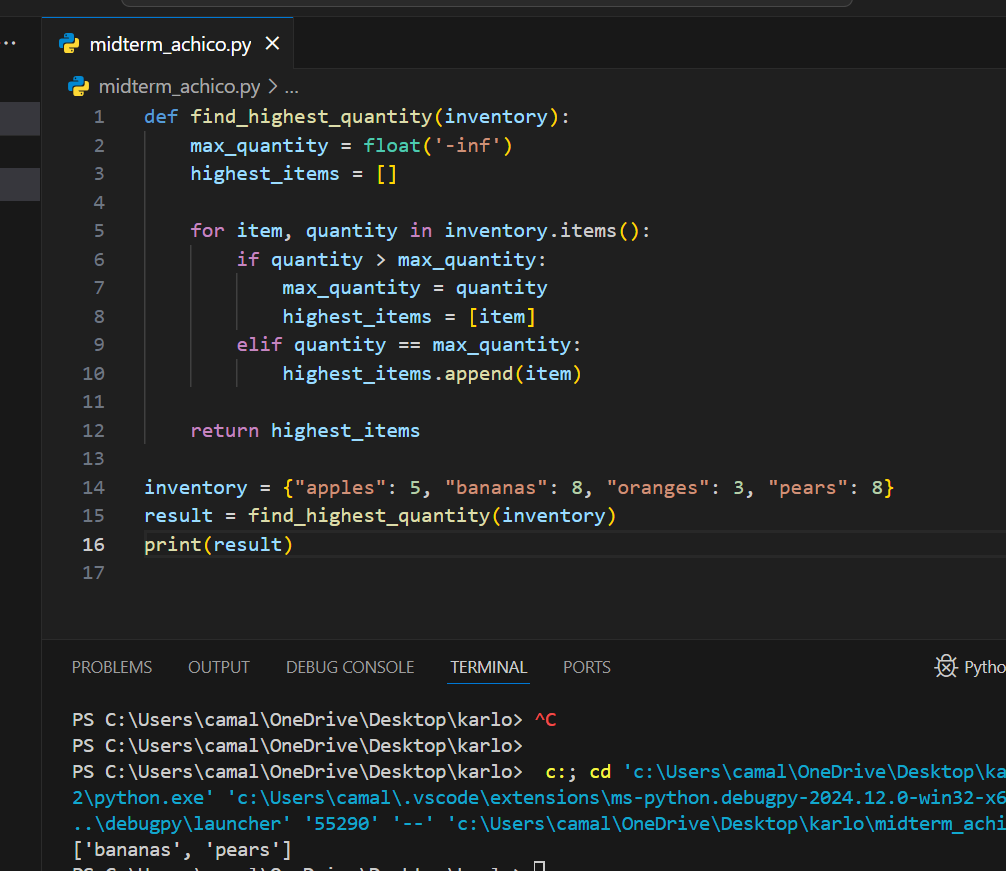 midterm_achico.py
midterm_achico.py > ...
1 def find_highest_quantity(inventory):
2     max_quantity = float('-inf')
3     highest_items = []
4
5     for item, quantity in inventory.items():
6         if quantity > max_quantity:
7             max_quantity = quantity
8             highest_items = [item]
9         elif quantity == max_quantity:
10             highest_items.append(item)
11
12     return highest_items
13
14 inventory = {"apples": 5, "bananas": 8, "oranges": 3, "pears": 8}
15 result = find_highest_quantity(inventory)
16 print(result)
17
PROBLEMS OUTPUT DEBUG CONSOLE TERMINAL PORTS Pytho
PS C:\Users\camal\OneDrive\Desktop\karlo> ^C
PS C:\Users\camal\OneDrive\Desktop\karlo>
PS C:\Users\camal\OneDrive\Desktop\karlo>  c:; cd 'c:\Users\camal\OneDrive\Desktop\ka
2\python.exe' 'c:\Users\camal\.vscode\extensions\ms-python.debugpy-2024.12.0-win32-x6
..\debugpy\launcher' '55290' '--' 'c:\Users\camal\OneDrive\Desktop\karlo\midterm_achi
['bananas', 'pears']